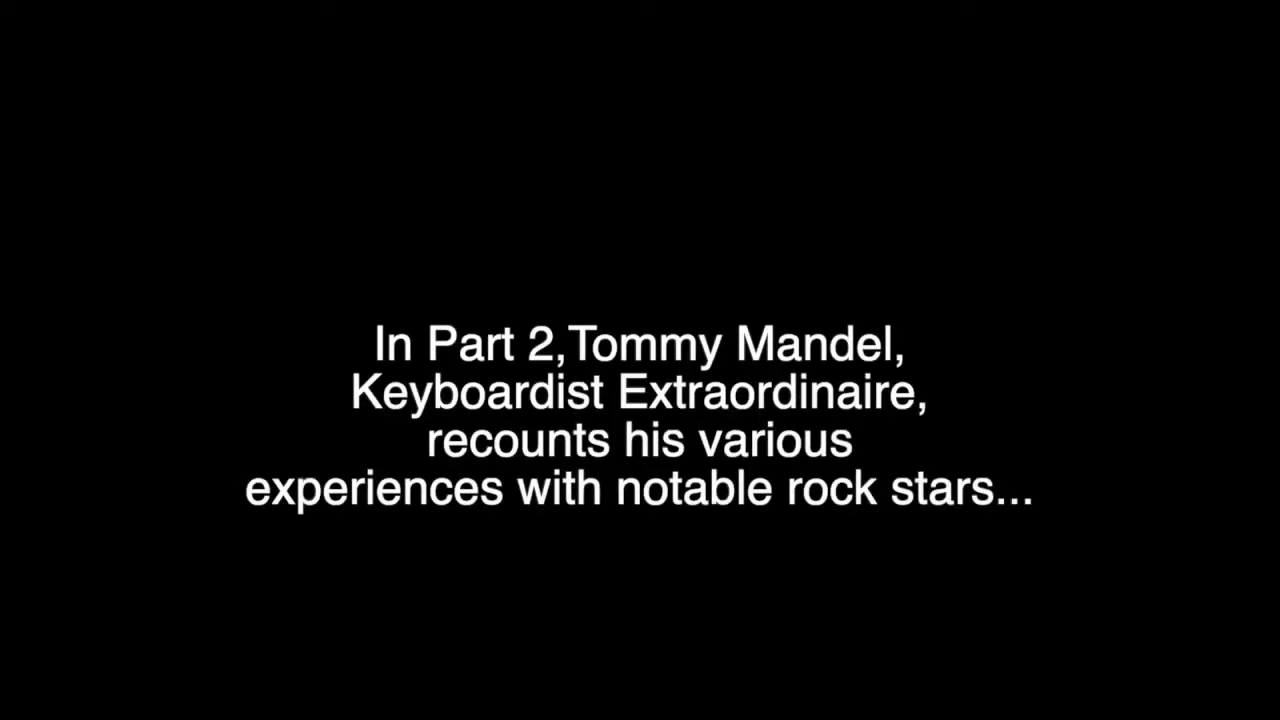 In Part 2,Tommy Mandel,
Keyboardist Extraordinaire,
recounts his various
experiences with notable rock stars...